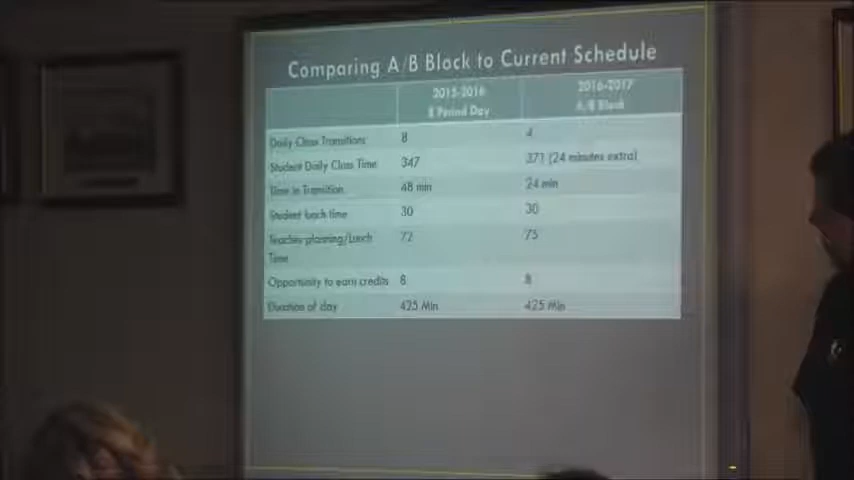 Comparing A/B Block to Current Schedule
2015-2016 2016-2017
8 Period Day A/B Block
Daily Class Transitions 8 4
Student Daily Class Time 347 371 (24 minutes extra)
Time in Transition 48 min 24 min
Student lunch time 30 30
Teacher planning/Lunch 72 75
Time
Opportunity to earn credits 8 8
Duration of day 425 Min 425 Min